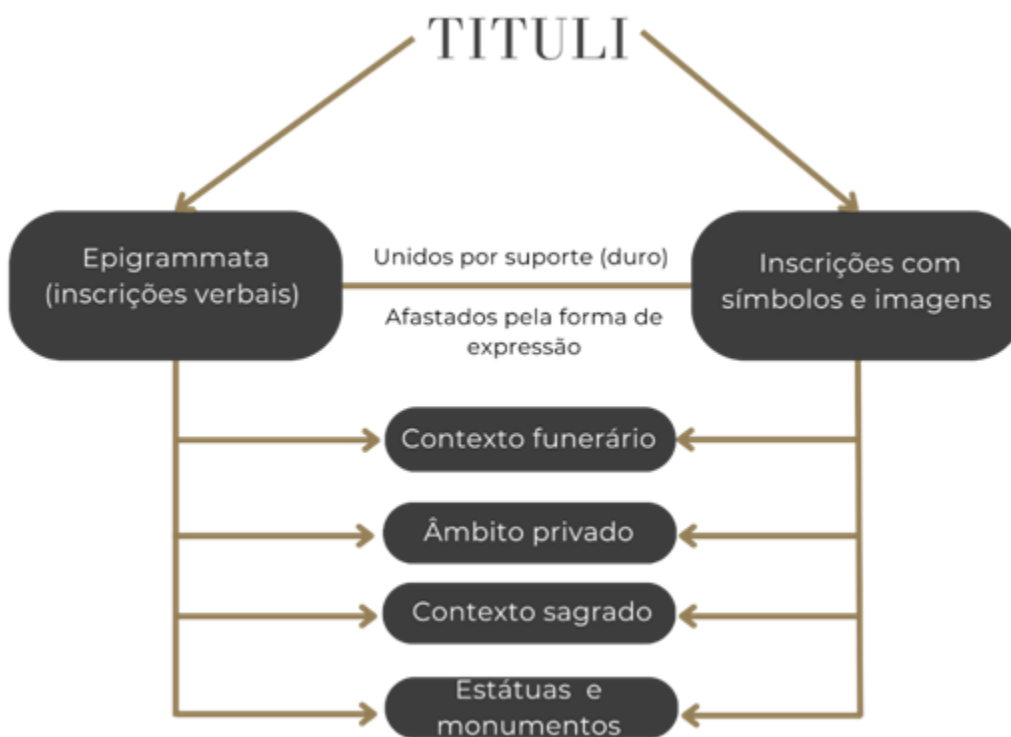 TITULI
Epigrammata
(inscrições verbais)
Unidos por suporte (duro)
Afastados pela forma de
expressão
Inscrições com
símbolos e imagens
Contexto funerário
Âmbito privado
Contexto sagrado
Estátuas e
monumentos